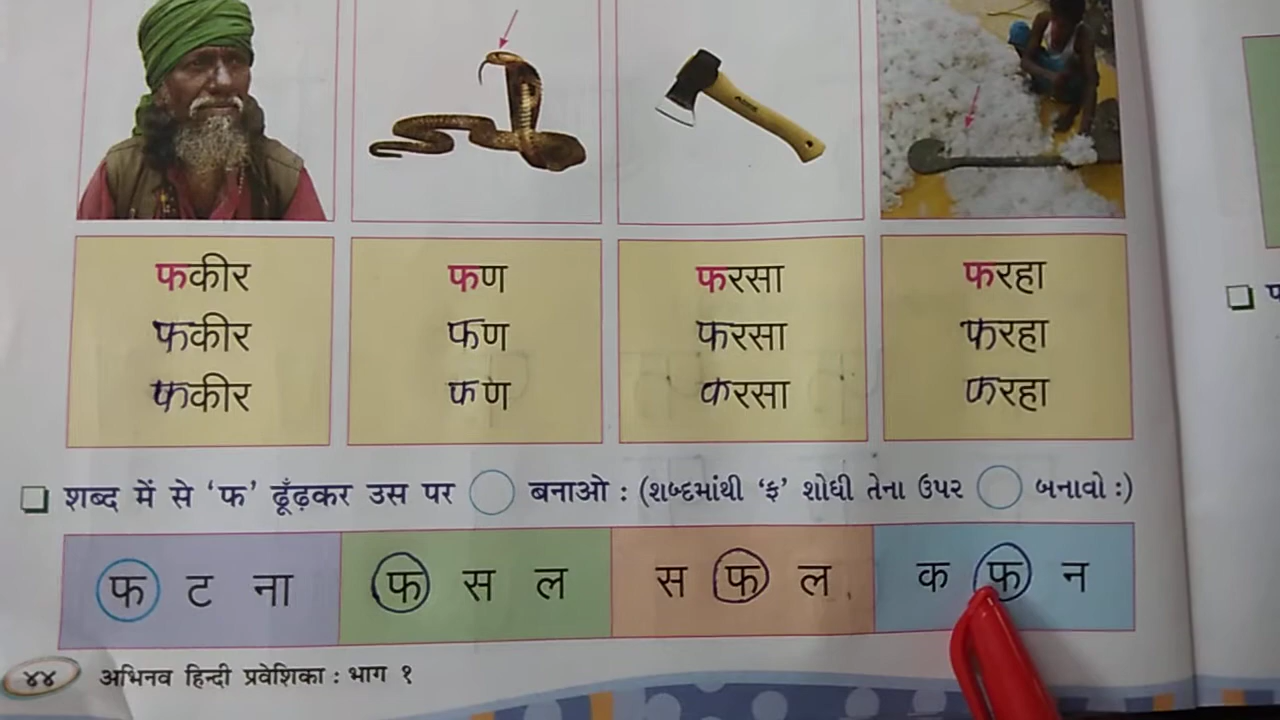 फकीर फण फरसा फरहा
फकीर फण फरसा फरहा
फकीर फण फरसा फरहा
शब्द में से ‘फ’ ढूँढ़कर उस पर बनाओ : (શબ્દમાંથી ‘ફ’ શોધી તેના ઉપર બનાવો :)
फ ट ना फ स ल स फ ल क फ न
४४ अभिनव हिन्दी प्रवेशिका : भाग १